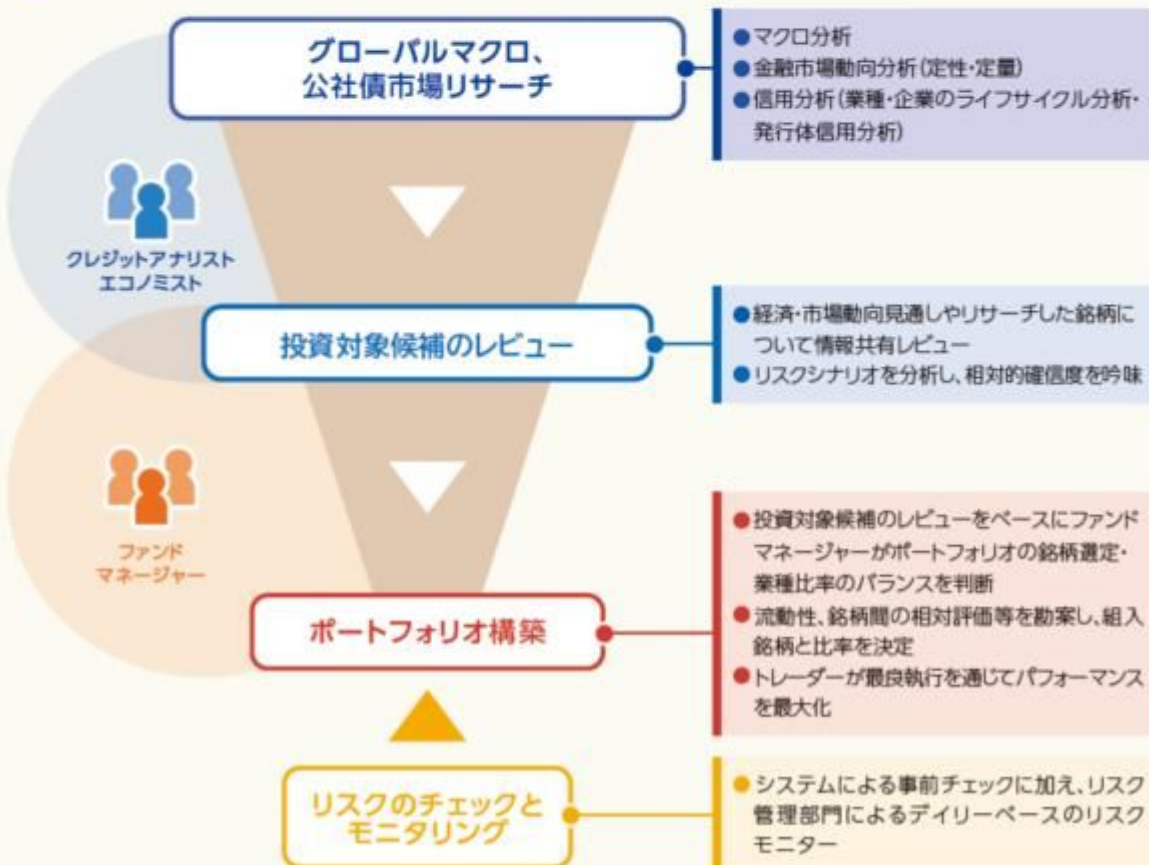 グローバルマクロ、
公社債市場リサーチ
●マクロ分析
●金融市場動向分析(定性・定量)
●信用分析(業種・企業のライフサイクル分析・
発行体信用分析)
クレジットアナリスト
エコノミスト
投資対象候補のレビュー
●経済・市場動向見通しやリサーチした銘柄に
ついて情報共有レビュー
●リスクシナリオを分析し、相対的確信度を吟味
ファンド
マネージャー
ポートフォリオ構築
●投資対象候補のレビューをベースにファンド
マネージャーがポートフォリオの銘柄選定・
業種比率のバランスを判断
●流動性、銘柄間の相対評価等を勘案し、組入
銘柄と比率を決定
●トレーダーが最良執行を通じてパフォーマンス
を最大化
リスクのチェックと
モニタリング
●システムによる事前チェックに加え、リスク
管理部門によるデイリーベースのリスク
モニター